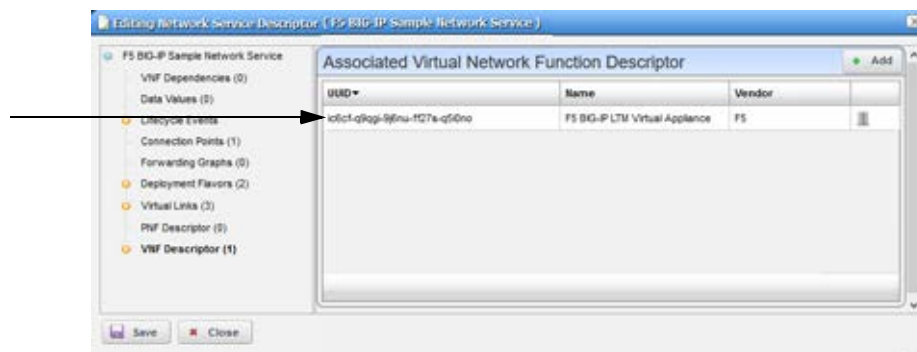 Editing Network Service Descriptor ( F5 BIG-IP Sample Network Service )
F5 BIG-IP Sample Network Service
VNF Dependencies (0)
Data Values (0)
Lifecycle Events
Connection Points (1)
Forwarding Graphs (0)
Deployment Flavors (2)
Virtual Links (3)
PNF Descriptor (0)
VNF Descriptor (1)
Associated Virtual Network Function Descriptor
Add
UUID Name Vendor
F5 BIG-IP LTM Virtual Appliance F5
Save Close